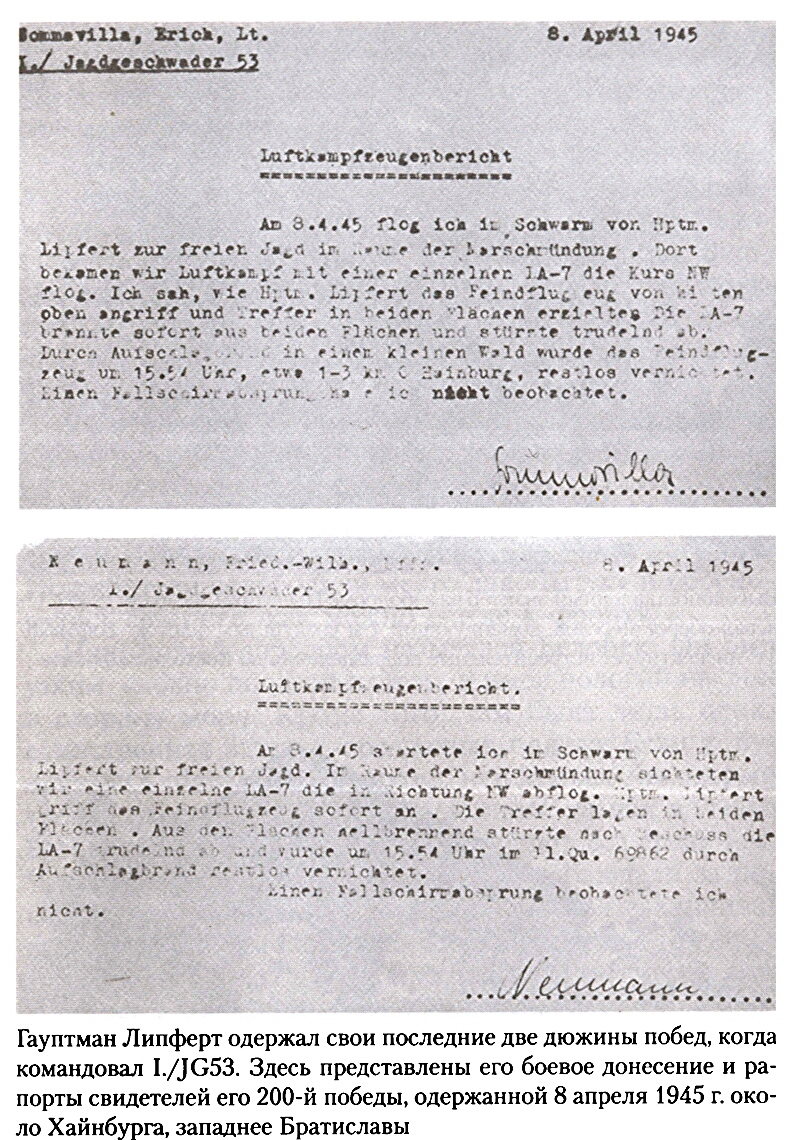 Sommavilla, Erich, Lt. 8. April 1945
I./ Jagdgeschwader 53
Luftkampfzeugenbericht
Am 8.4.45 flog ich im Schwarm von Hptm.
Lipfert zur freien Jagd im Raume der Marschmündung . Dort
bekamen wir Luftkampf mit einer einzelnen LA-7 die Kurs NW
flog. Ich sah, wie Hptm. Lipfert das Feindflugzeug von hinten
oben angriff und Treffer in beiden Flächen erzielte. Die LA-7
brannte sofort aus beiden Flächen und stürzte trudelnd ab.
Durch Aufschlagbrand in einem kleinen Wald wurde das Feindflug-
zeug um 15.54 Uhr, etwa 1-3 km O Hainburg, restlos vernichtet.
Einen Fallschirmabsprung habe ich nicht beobachtet.
Sommavilla
Neumann, Fried.-Wilh., Uffz. 8. April 1945
I./ Jagdgeschwader 53
Luftkampfzeugenbericht.
Am 8.4.45 startete ich im Schwarm von Hptm.
Lipfert zur freien Jagd. Im Raume der Marschmündung sichteten
wir eine einzelne LA-7 die in Richtung NW abflog. Hptm. Lipfert
griff das Feindflugzeug sofort an . Die Treffer lagen in beiden
Flächen . Aus den Flächen hellbrennend stürzte nach Beschuss die
LA-7 trudelnd ab und wurde um 15.54 Uhr im Pl.Qu. 69862 durch
Aufschlagbrand restlos vernichtet.
Einen Fallschirmabsprung beobachtete ich
nicht.
Neumann
Гауптман Липферт одержал свои последние две дюжины побед, когда
командовал I./JG53. Здесь представлены его боевое донесение и ра-
порты свидетелей его 200-й победы, одержанной 8 апреля 1945 г. око-
ло Хайнбурга, западнее Братиславы